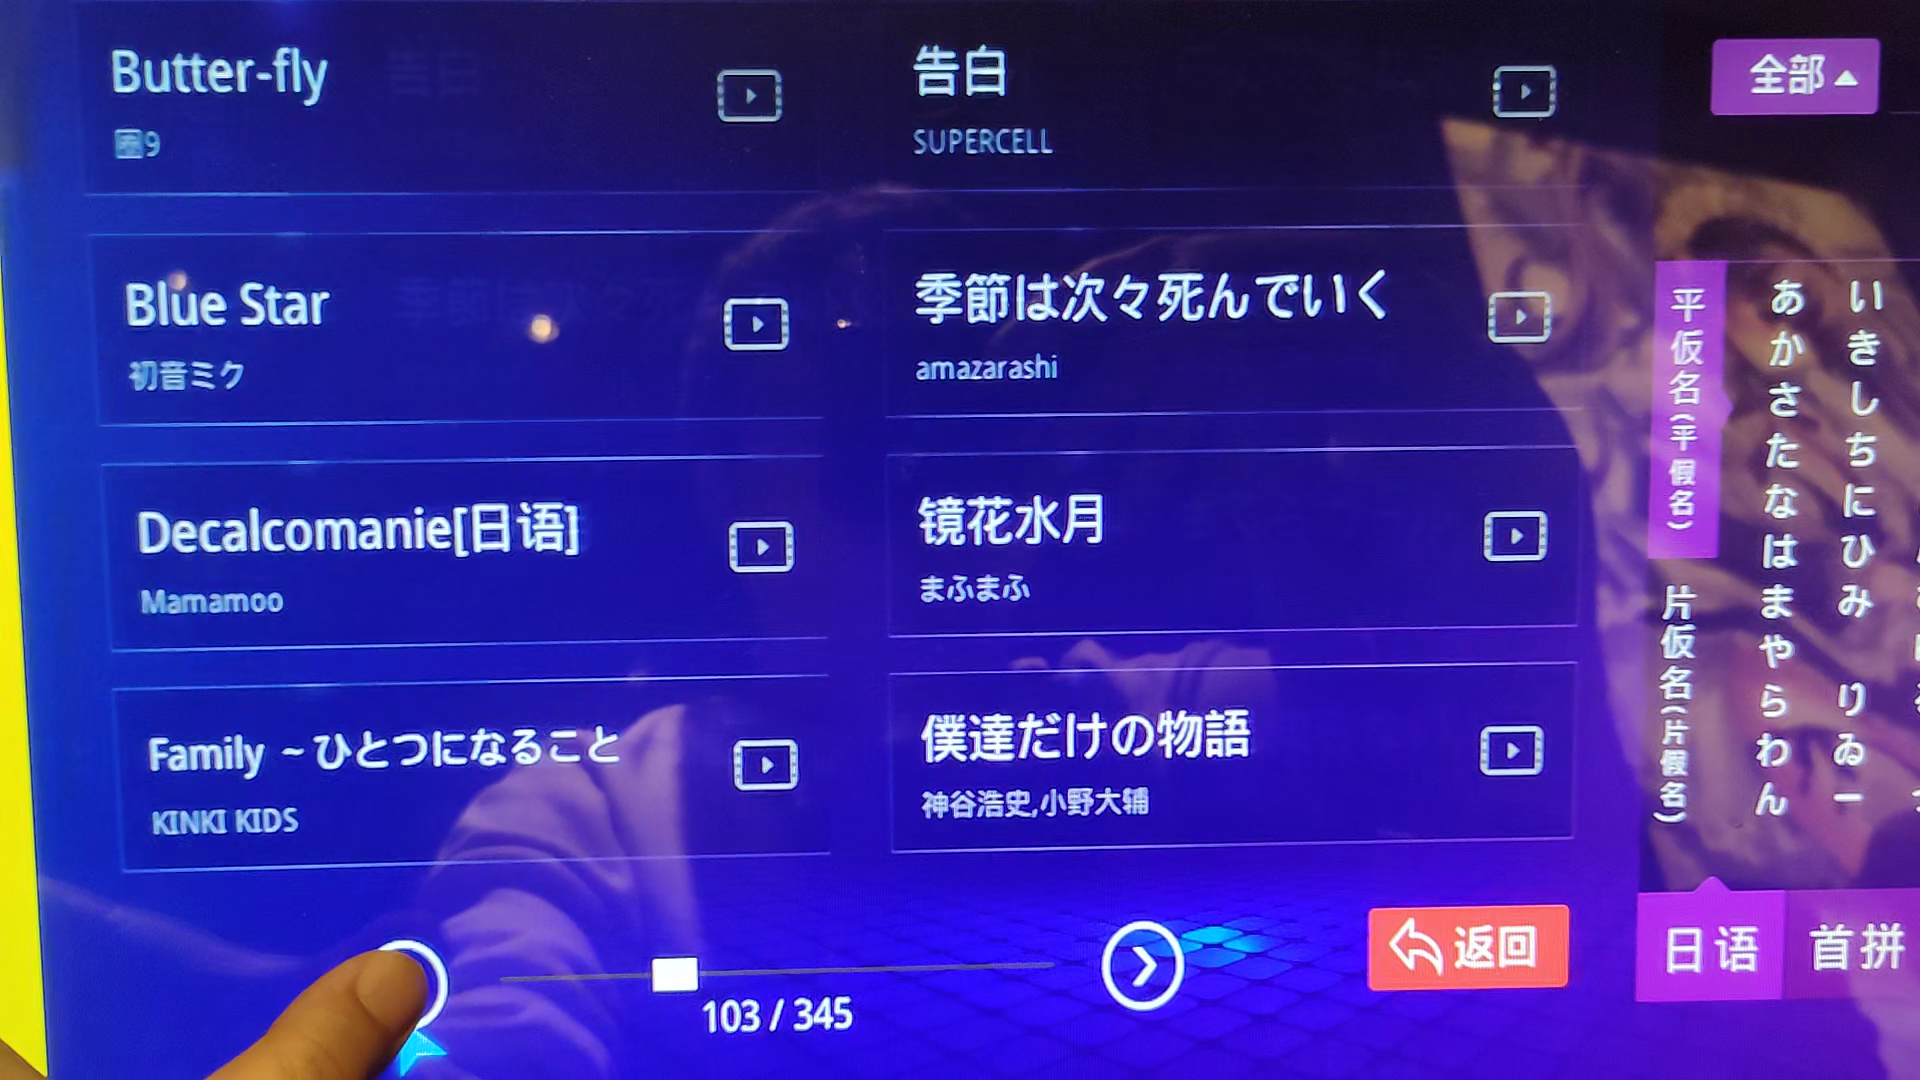 Butter-fly
圏9
告白
SUPERCELL
Blue Star
初音ミク
季節は次々死んでいく
amazarashi
Decalcomanie[日语]
Mamamoo
镜花水月
まふまふ
Family ~ひとつになること
KINKI KIDS
僕達だけの物語
神谷浩史,小野大辅
103 / 345
返回
全部
平仮名(平假名)
片仮名(片假名)
あかさたなはまやらわん
いきしちにひみ りゐー
日语
首拼